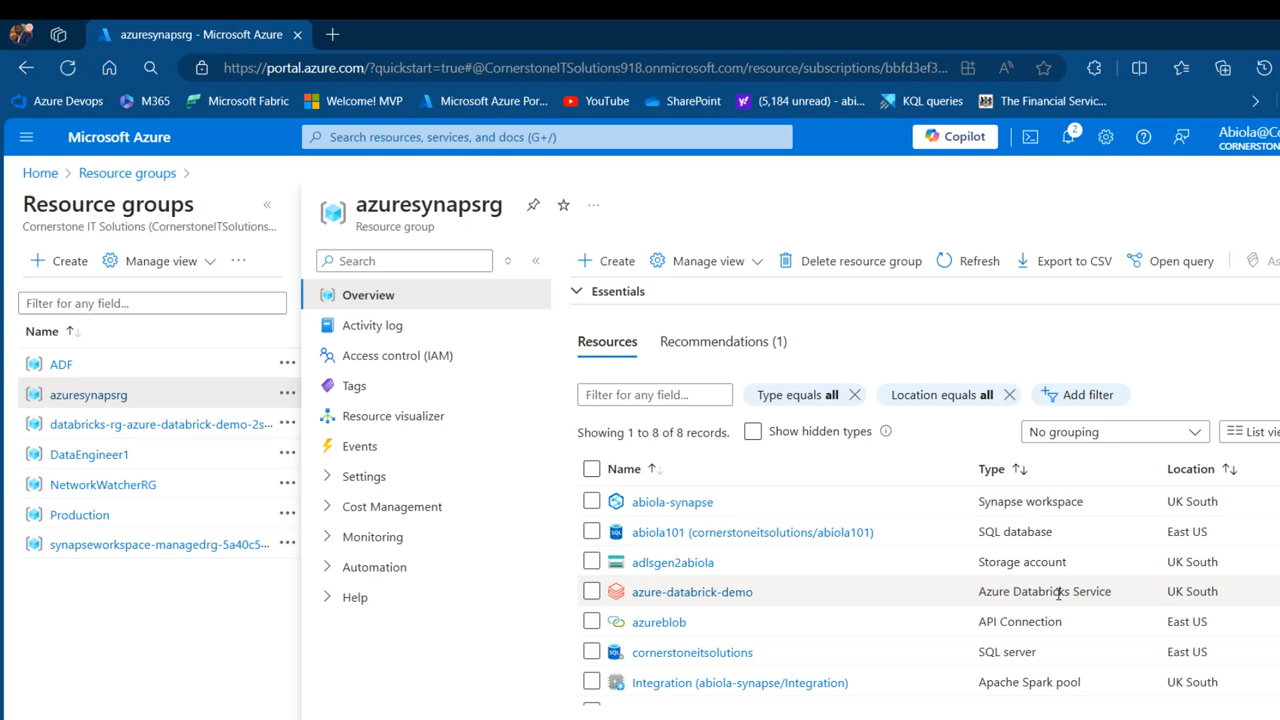 azuresynapsrg - Microsoft Azure
https://portal.azure.com/?quickstart=true#@CornerstoneITSolutions918.onmicrosoft.com/resource/subscriptions/bbfd3ef3...
Azure Devops
M365
Microsoft Fabric
Welcome! MVP
Microsoft Azure Por...
YouTube
SharePoint
(5,184 unread) - abi...
KQL queries
The Financial Servic...
Microsoft Azure
Search resources, services, and docs (G+/)
Copilot
2
Abiola@C
CORNERSTON
Home > Resource groups >
Resource groups
Cornerstone IT Solutions (CornerstoneITSolutions...
Create
Manage view
Filter for any field...
Name
ADF
azuresynapsrg
databricks-rg-azure-databrick-demo-2s...
DataEngineer1
NetworkWatcherRG
Production
synapseworkspace-managedrg-5a40c5...
azuresynapsrg
Resource group
Search
Overview
Activity log
Access control (IAM)
Tags
Resource visualizer
Events
Settings
Cost Management
Monitoring
Automation
Help
Create
Manage view
Delete resource group
Refresh
Export to CSV
Open query
As
Essentials
Resources
Recommendations (1)
Filter for any field...
Type equals all
Location equals all
Add filter
Showing 1 to 8 of 8 records.
Show hidden types
No grouping
List vie
Name Type Location
abiola-synapse Synapse workspace UK South
abiola101 (cornerstoneitsolutions/abiola101) SQL database East US
adlsgen2abiola Storage account UK South
azure-databrick-demo Azure Databricks Service UK South
azureblob API Connection East US
cornerstoneitsolutions SQL server East US
Integration (abiola-synapse/Integration) Apache Spark pool UK South